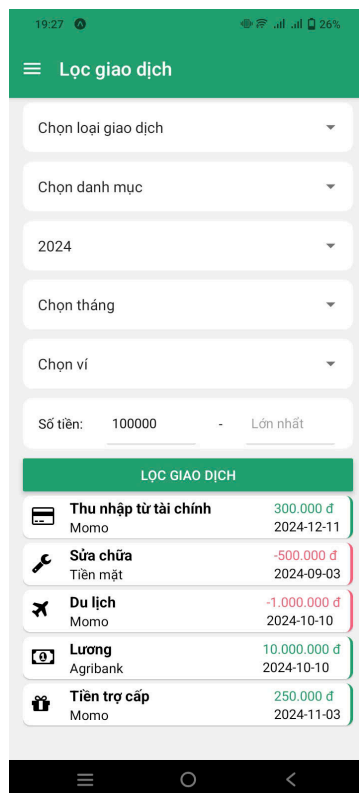 19:27 26%
Lọc giao dịch
Chọn loại giao dịch
Chọn danh mục
2024
Chọn tháng
Chọn ví
Số tiền: 100000 - Lớn nhất
LỌC GIAO DỊCH
Thu nhập từ tài chính 300.000 đ
Momo 2024-12-11
Sửa chữa -500.000 đ
Tiền mặt 2024-09-03
Du lịch -1.000.000 đ
Momo 2024-10-10
Lương 10.000.000 đ
Agribank 2024-10-10
Tiền trợ cấp 250.000 đ
Momo 2024-11-03